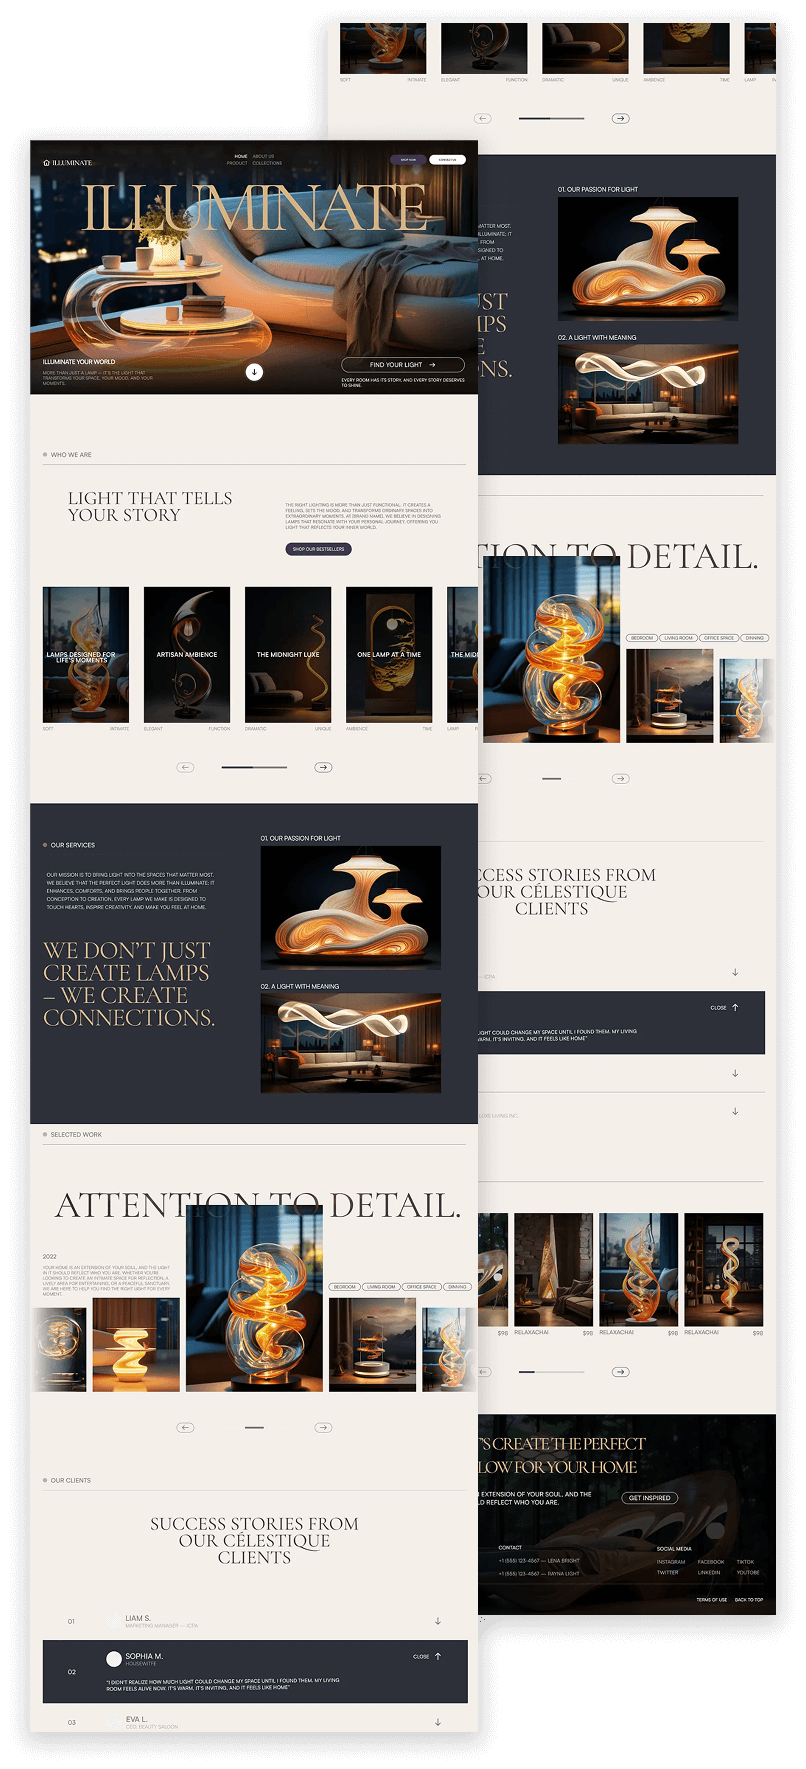 ILLUMINATE
HOME ABOUT US
PRODUCT COLLECTIONS
SHOP NOW
CONTACT US
ILLUMINATE
ILLUMINATE YOUR WORLD
MORE THAN JUST A LAMP — IT'S THE LIGHT THAT
TRANSFORMS YOUR SPACE, YOUR MOOD, AND YOUR
MOMENTS.
FIND YOUR LIGHT
EVERY ROOM HAS ITS STORY, AND EVERY STORY DESERVES
TO SHINE.
WHO WE ARE
LIGHT THAT TELLS
YOUR STORY
THE RIGHT LIGHTING IS MORE THAN JUST FUNCTIONAL. IT CREATES A
FEELING, SETS THE MOOD, AND TRANSFORMS ORDINARY SPACES INTO
EXTRAORDINARY MOMENTS. AT [BRAND NAME], WE BELIEVE IN DESIGNING
LAMPS THAT RESONATE WITH YOUR PERSONAL JOURNEY, OFFERING YOU
LIGHT THAT REFLECTS YOUR INNER WORLD.
SHOP OUR BESTSELLERS
LAMPS DESIGNED FOR
LIFE'S MOMENTS
ARTISAN AMBIENCE
THE MIDNIGHT LUXE
ONE LAMP AT A TIME
THE MIDN
SOFT INTIMATE
ELEGANT FUNCTION
DRAMATIC UNIQUE
AMBIENCE TIME
LAMP
OUR SERVICES
OUR MISSION IS TO BRING LIGHT INTO THE SPACES THAT MATTER MOST.
WE BELIEVE THAT THE PERFECT LIGHT DOES MORE THAN ILLUMINATE; IT
ENHANCES, COMFORTS, AND BRINGS PEOPLE TOGETHER. FROM
CONCEPTION TO CREATION, EVERY LAMP WE MAKE IS DESIGNED TO
TOUCH HEARTS, INSPIRE CREATIVITY, AND MAKE YOU FEEL AT HOME.
WE DON'T JUST
CREATE LAMPS
– WE CREATE
CONNECTIONS.
01. OUR PASSION FOR LIGHT
02. A LIGHT WITH MEANING
SELECTED WORK
ATTENTION TO DETAIL.
2022
YOUR HOME IS AN EXTENSION OF YOUR SOUL, AND THE LIGHT
IN IT SHOULD REFLECT WHO YOU ARE. WHETHER YOU'RE
LOOKING TO CREATE AN INTIMATE SPACE FOR REFLECTION, A
LIVELY AREA FOR ENTERTAINING, OR A PEACEFUL SANCTUARY,
WE ARE HERE TO HELP YOU FIND THE RIGHT LIGHT FOR EVERY
MOMENT.
BEDROOM LIVING ROOM OFFICE SPACE DINNING
OUR CLIENTS
SUCCESS STORIES FROM
OUR CÉLESTIQUE
CLIENTS
01
LIAM S.
MARKETING MANAGER — ICPA
02
SOPHIA M.
HOUSEWITFE
CLOSE
"I DIDN'T REALIZE HOW MUCH LIGHT COULD CHANGE MY SPACE UNTIL I FOUND THEM. MY LIVING
ROOM FEELS ALIVE NOW. IT'S WARM, IT'S INVITING, AND IT FEELS LIKE HOME"
03
EVA L.
CEO, BEAUTY SALOON
SOFT INTIMATE
ELEGANT FUNCTION
DRAMATIC UNIQUE
AMBIENCE TIME
LAMP
MATTER MOST.
ILLUMINATE; IT
FROM
SIGNED TO
AT HOME.
UST
MPS
E
ONS.
01. OUR PASSION FOR LIGHT
02. A LIGHT WITH MEANING
TION TO DETAIL.
BEDROOM LIVING ROOM OFFICE SPACE DINNING
CCESS STORIES FROM
OUR CÉLESTIQUE
CLIENTS
— ICPA
CLOSE
LIGHT COULD CHANGE MY SPACE UNTIL I FOUND THEM. MY LIVING
WARM, IT'S INVITING, AND IT FEELS LIKE HOME"
LUXE LIVING INC.
$98
RELAXACHAI $98
RELAXACHAI $98
RELAXACHAI $98
T'S CREATE THE PERFECT
LOW FOR YOUR HOME
N EXTENSION OF YOUR SOUL, AND THE
LD REFLECT WHO YOU ARE.
GET INSPIRED
CONTACT
+1 (555) 123-4567 — LENA BRIGHT
+1 (555) 123-4567 — RAYNA LIGHT
SOCIAL MEDIA
INSTAGRAM FACEBOOK TIKTOK
TWITTER LINKEDIN YOUTUBE
TERMS OF USE BACK TO TOP